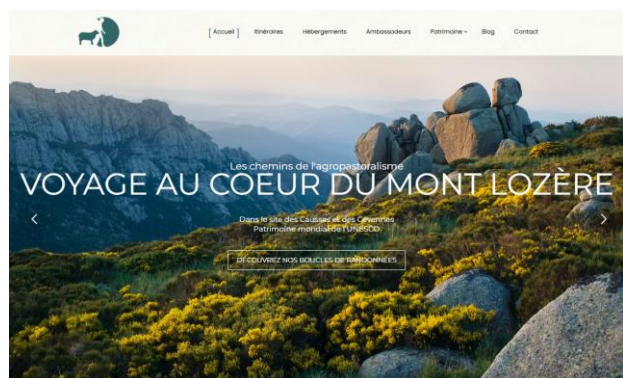 [ Accueil ] Itinéraires Hébergements Ambassadeurs Patrimoine Blog Contact
Les chemins de l'agropastoralisme
VOYAGE AU COEUR DU MONT LOZÈRE
Dans le site des Causses et des Cévennes
Patrimoine mondial de l'UNESCO
DÉCOUVREZ NOS BOUCLES DE RANDONNÉES